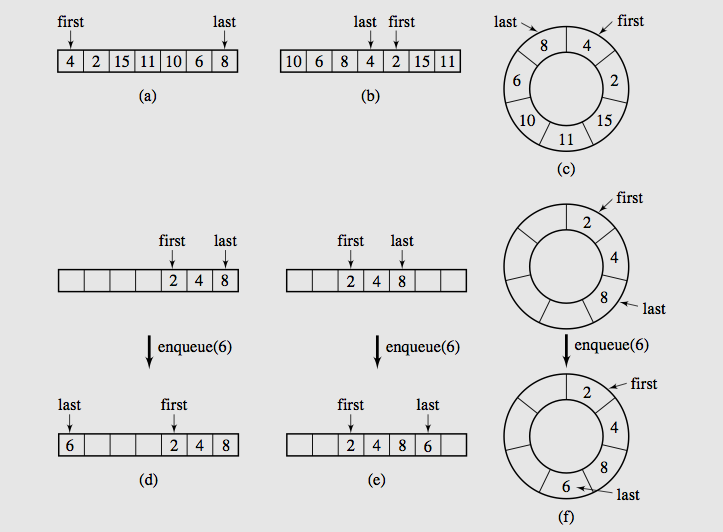 first last
4 2 15 11 10 6 8
(a)
last first
10 6 8 4 2 15 11
(b)
last first
8 4
6 2
10 15
11
(c)
first last
2 4 8
enqueue(6)
last first
6 2 4 8
(d)
first last
2 4 8
enqueue(6)
first last
2 4 8 6
(e)
first
2
4
8
last
enqueue(6)
first
2
4
8
6
last
(f)